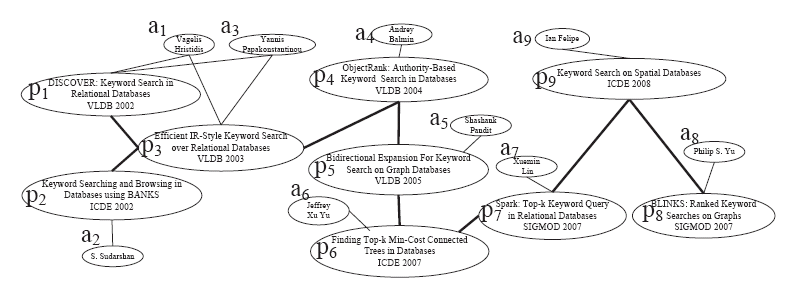 a1
Vagelis
Hristidis
a3
Yannis
Papakonstantinou
p1
DISCOVER: Keyword Search in
Relational Databases
VLDB 2002
p3
Efficient IR-Style Keyword Search
over Relational Databases
VLDB 2003
p2
Keyword Searching and Browsing in
Databases using BANKS
ICDE 2002
a2
S. Sudarshan
a4
Andrey
Balmin
p4
ObjectRank: Authority-Based
Keyword Search in Databases
VLDB 2004
a5
Shashank
Pandit
p5
Bidirectional Expansion For Keyword
Search on Graph Databases
VLDB 2005
a6
Jeffrey
Xu Yu
p6
Finding Top-k Min-Cost Connected
Trees in Databases
ICDE 2007
a9
Ian Felipe
p9
Keyword Search on Spatial Databases
ICDE 2008
a7
Xuemin
Lin
p7
Spark: Top-k Keyword Query
in Relational Databases
SIGMOD 2007
a8
Philip S. Yu
p8
BLINKS: Ranked Keyword
Searches on Graphs
SIGMOD 2007